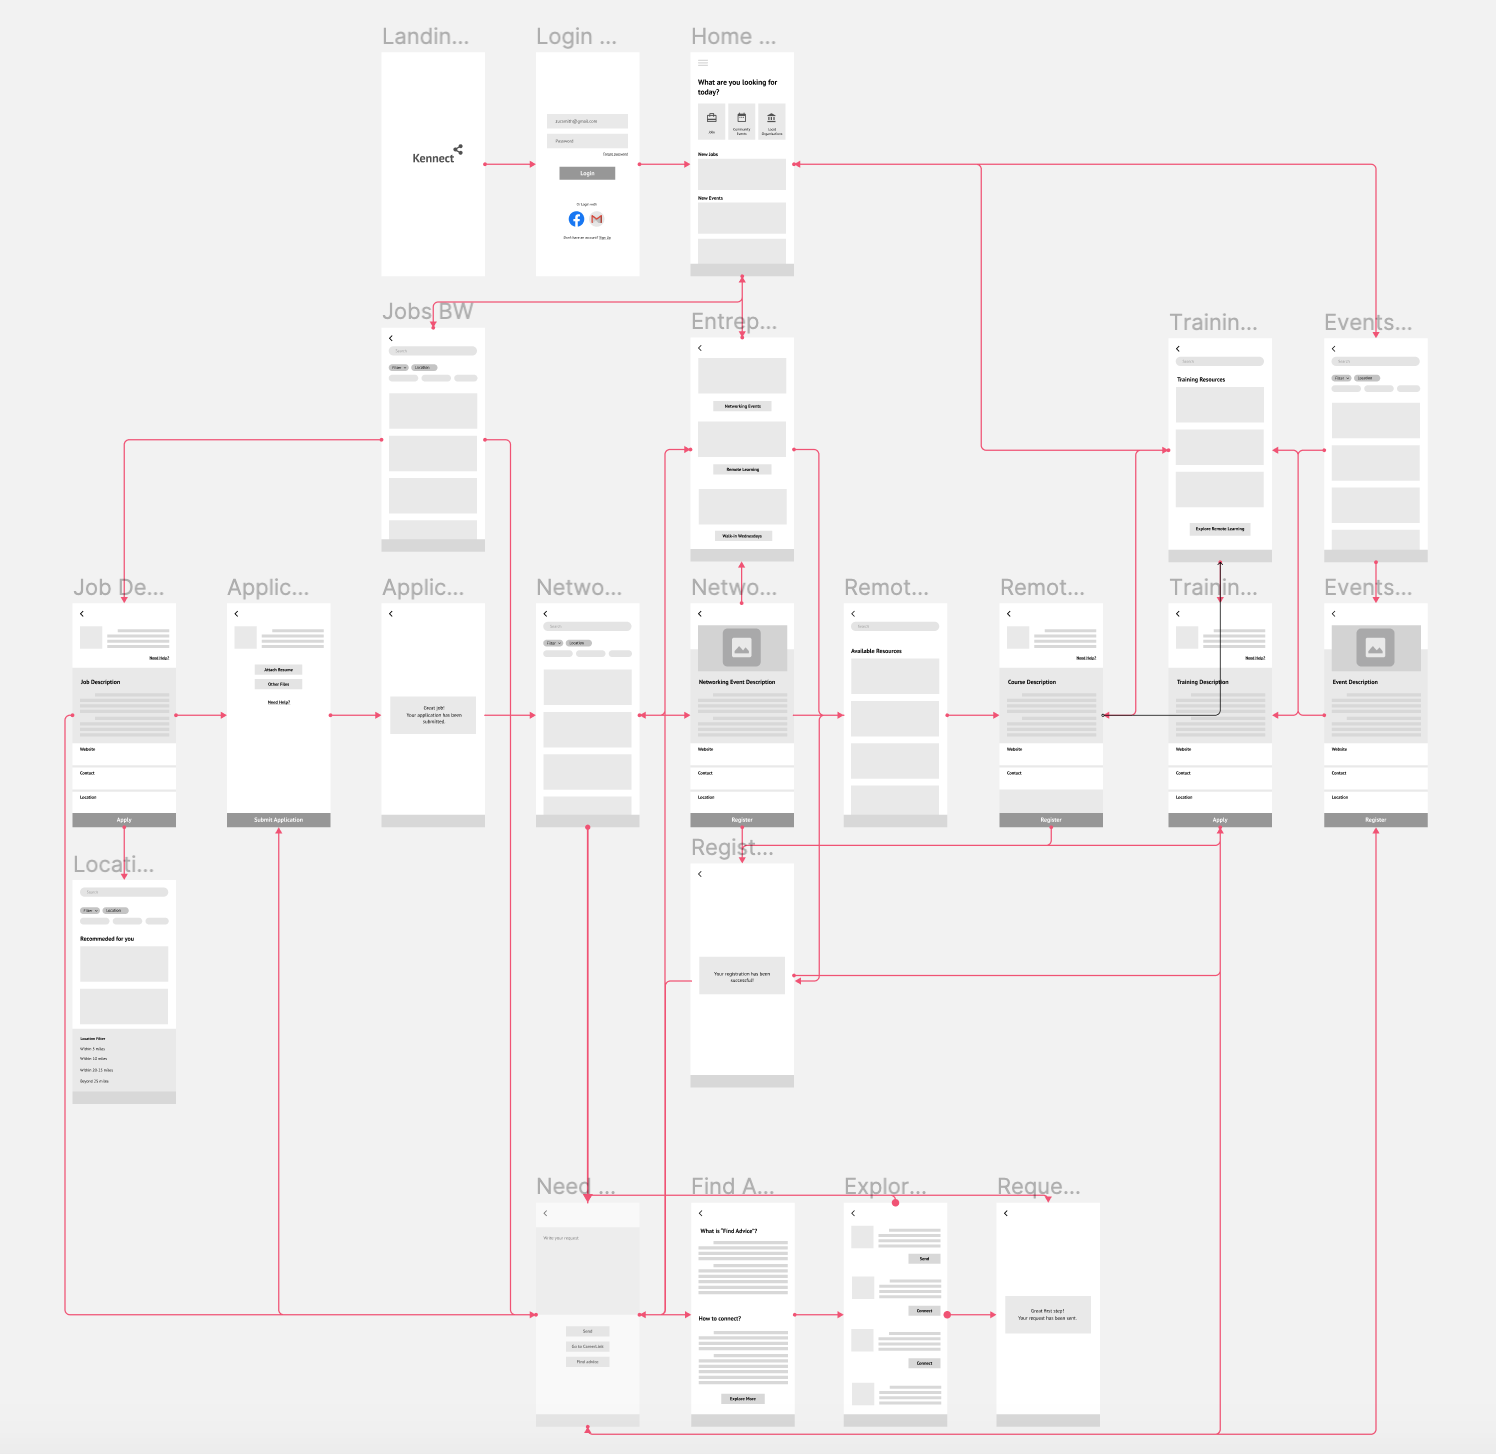 Landin...
Login ...
Home ...
Kennect
zurismith@gmail.com
Password
Forgot password
Login
Or Login with
Don't have an account? Sign Up
What are you looking for
today?
Jobs
Community
Events
Local
Organisations
New Jobs
New Events
Jobs BW
Search
Filter
Location
Entrep...
Networking Events
Remote Learning
Walk-in Wednesdays
Trainin...
Search
Training Resources
Explore Remote Learning
Events...
Search
Filter
Location
Job De...
Need Help?
Job Description
Website
Contact
Location
Apply
Applic...
Attach Resume
Other Files
Need Help?
Submit Application
Applic...
Great job!
Your application has been
submitted.
Netwo...
Search
Filter
Location
Netwo...
Networking Event Description
Website
Contact
Location
Register
Remot...
Search
Available Resources
Remot...
Need Help?
Course Description
Website
Contact
Register
Trainin...
Need Help?
Training Description
Website
Contact
Location
Apply
Events...
Event Description
Website
Contact
Location
Register
Locati...
Search
Filter
Location
Recommeded for you
Location Filter
Within 5 miles
Within 10 miles
Within 20-25 miles
Beyond 25 miles
Regist...
Your registration has been
successful!
Need ...
Write your request
Send
Go to CareerLink
Find advice
Find A...
What is "Find Advice"?
How to connect?
Explore More
Explor...
Send
Connect
Connect
Reque...
Great first step!
Your request has been sent.